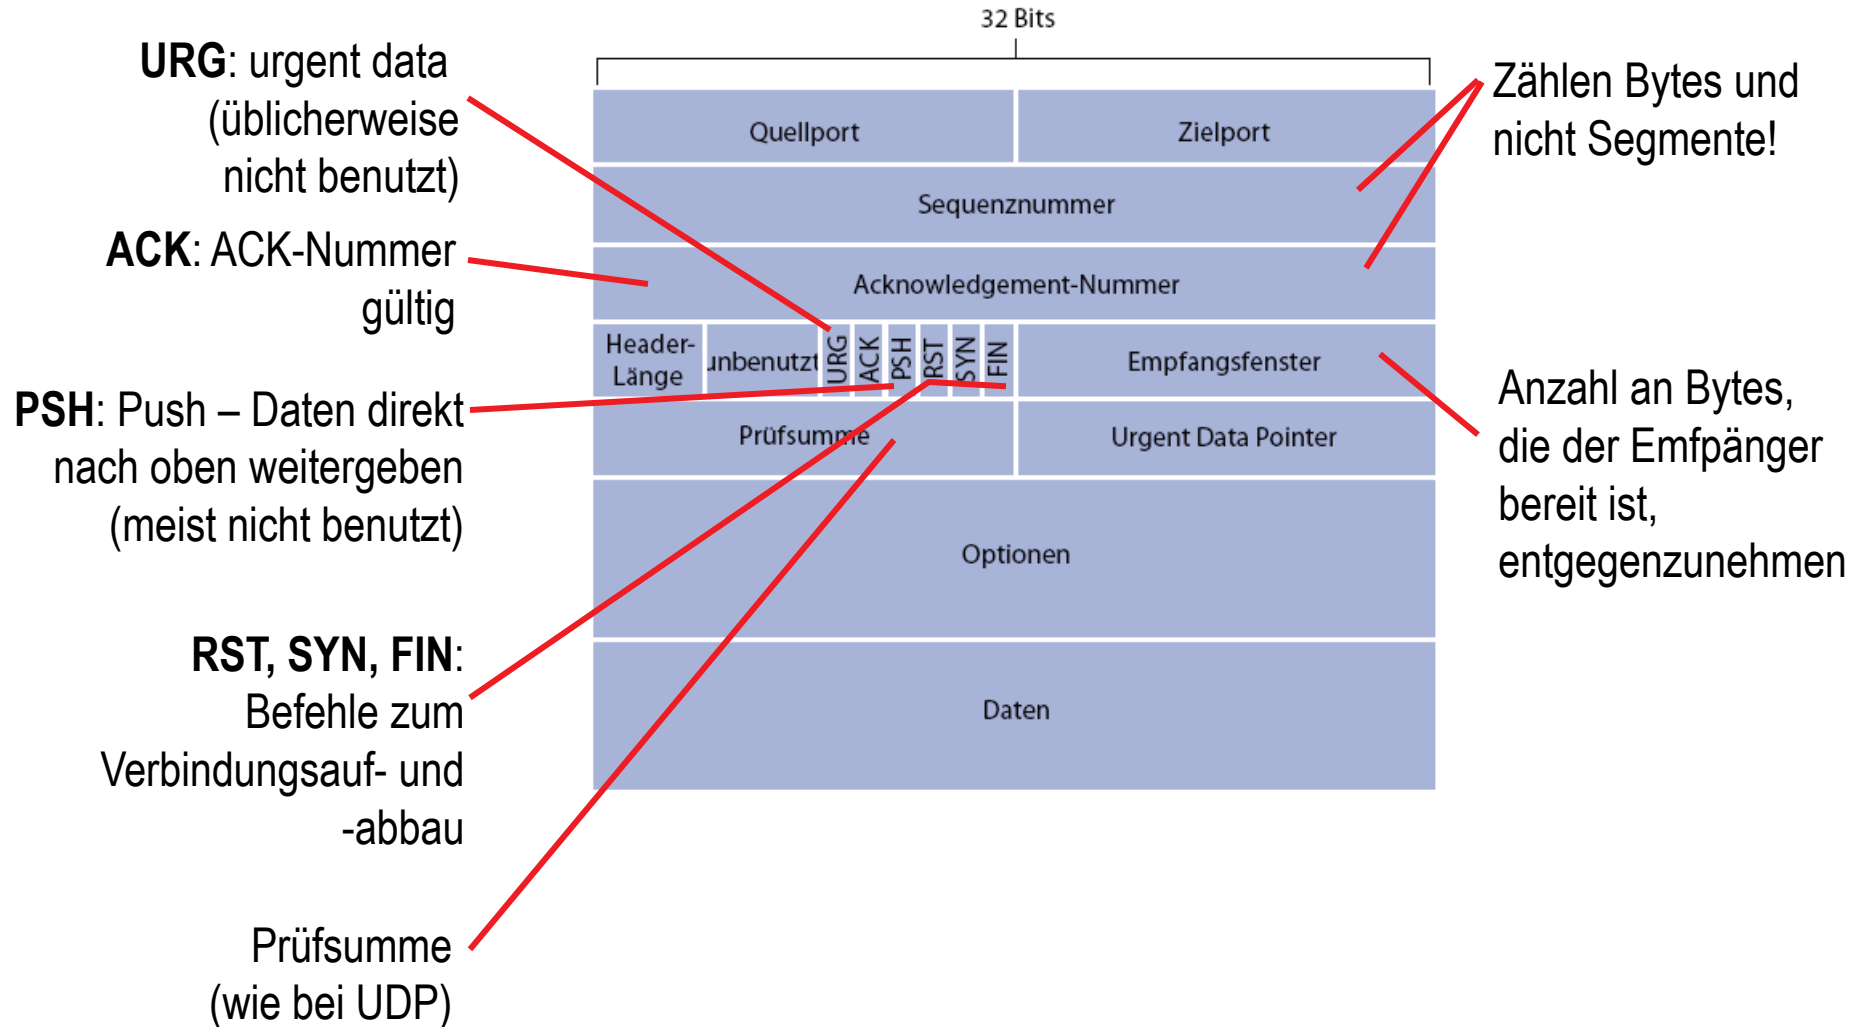 32 Bits
URG: urgent data
(üblicherweise
nicht benutzt)
ACK: ACK-Nummer
gültig
PSH: Push – Daten direkt
nach oben weitergeben
(meist nicht benutzt)
RST, SYN, FIN:
Befehle zum
Verbindungsauf- und
-abbau
Prüfsumme
(wie bei UDP)
Quellport
Zielport
Sequenznummer
Acknowledgement-Nummer
Header-
Länge
unbenutzt
URG
ACK
PSH
RST
SYN
FIN
Empfangsfenster
Prüfsumme
Urgent Data Pointer
Optionen
Daten
Zählen Bytes und
nicht Segmente!
Anzahl an Bytes,
die der Emfpänger
bereit ist,
entgegenzunehmen